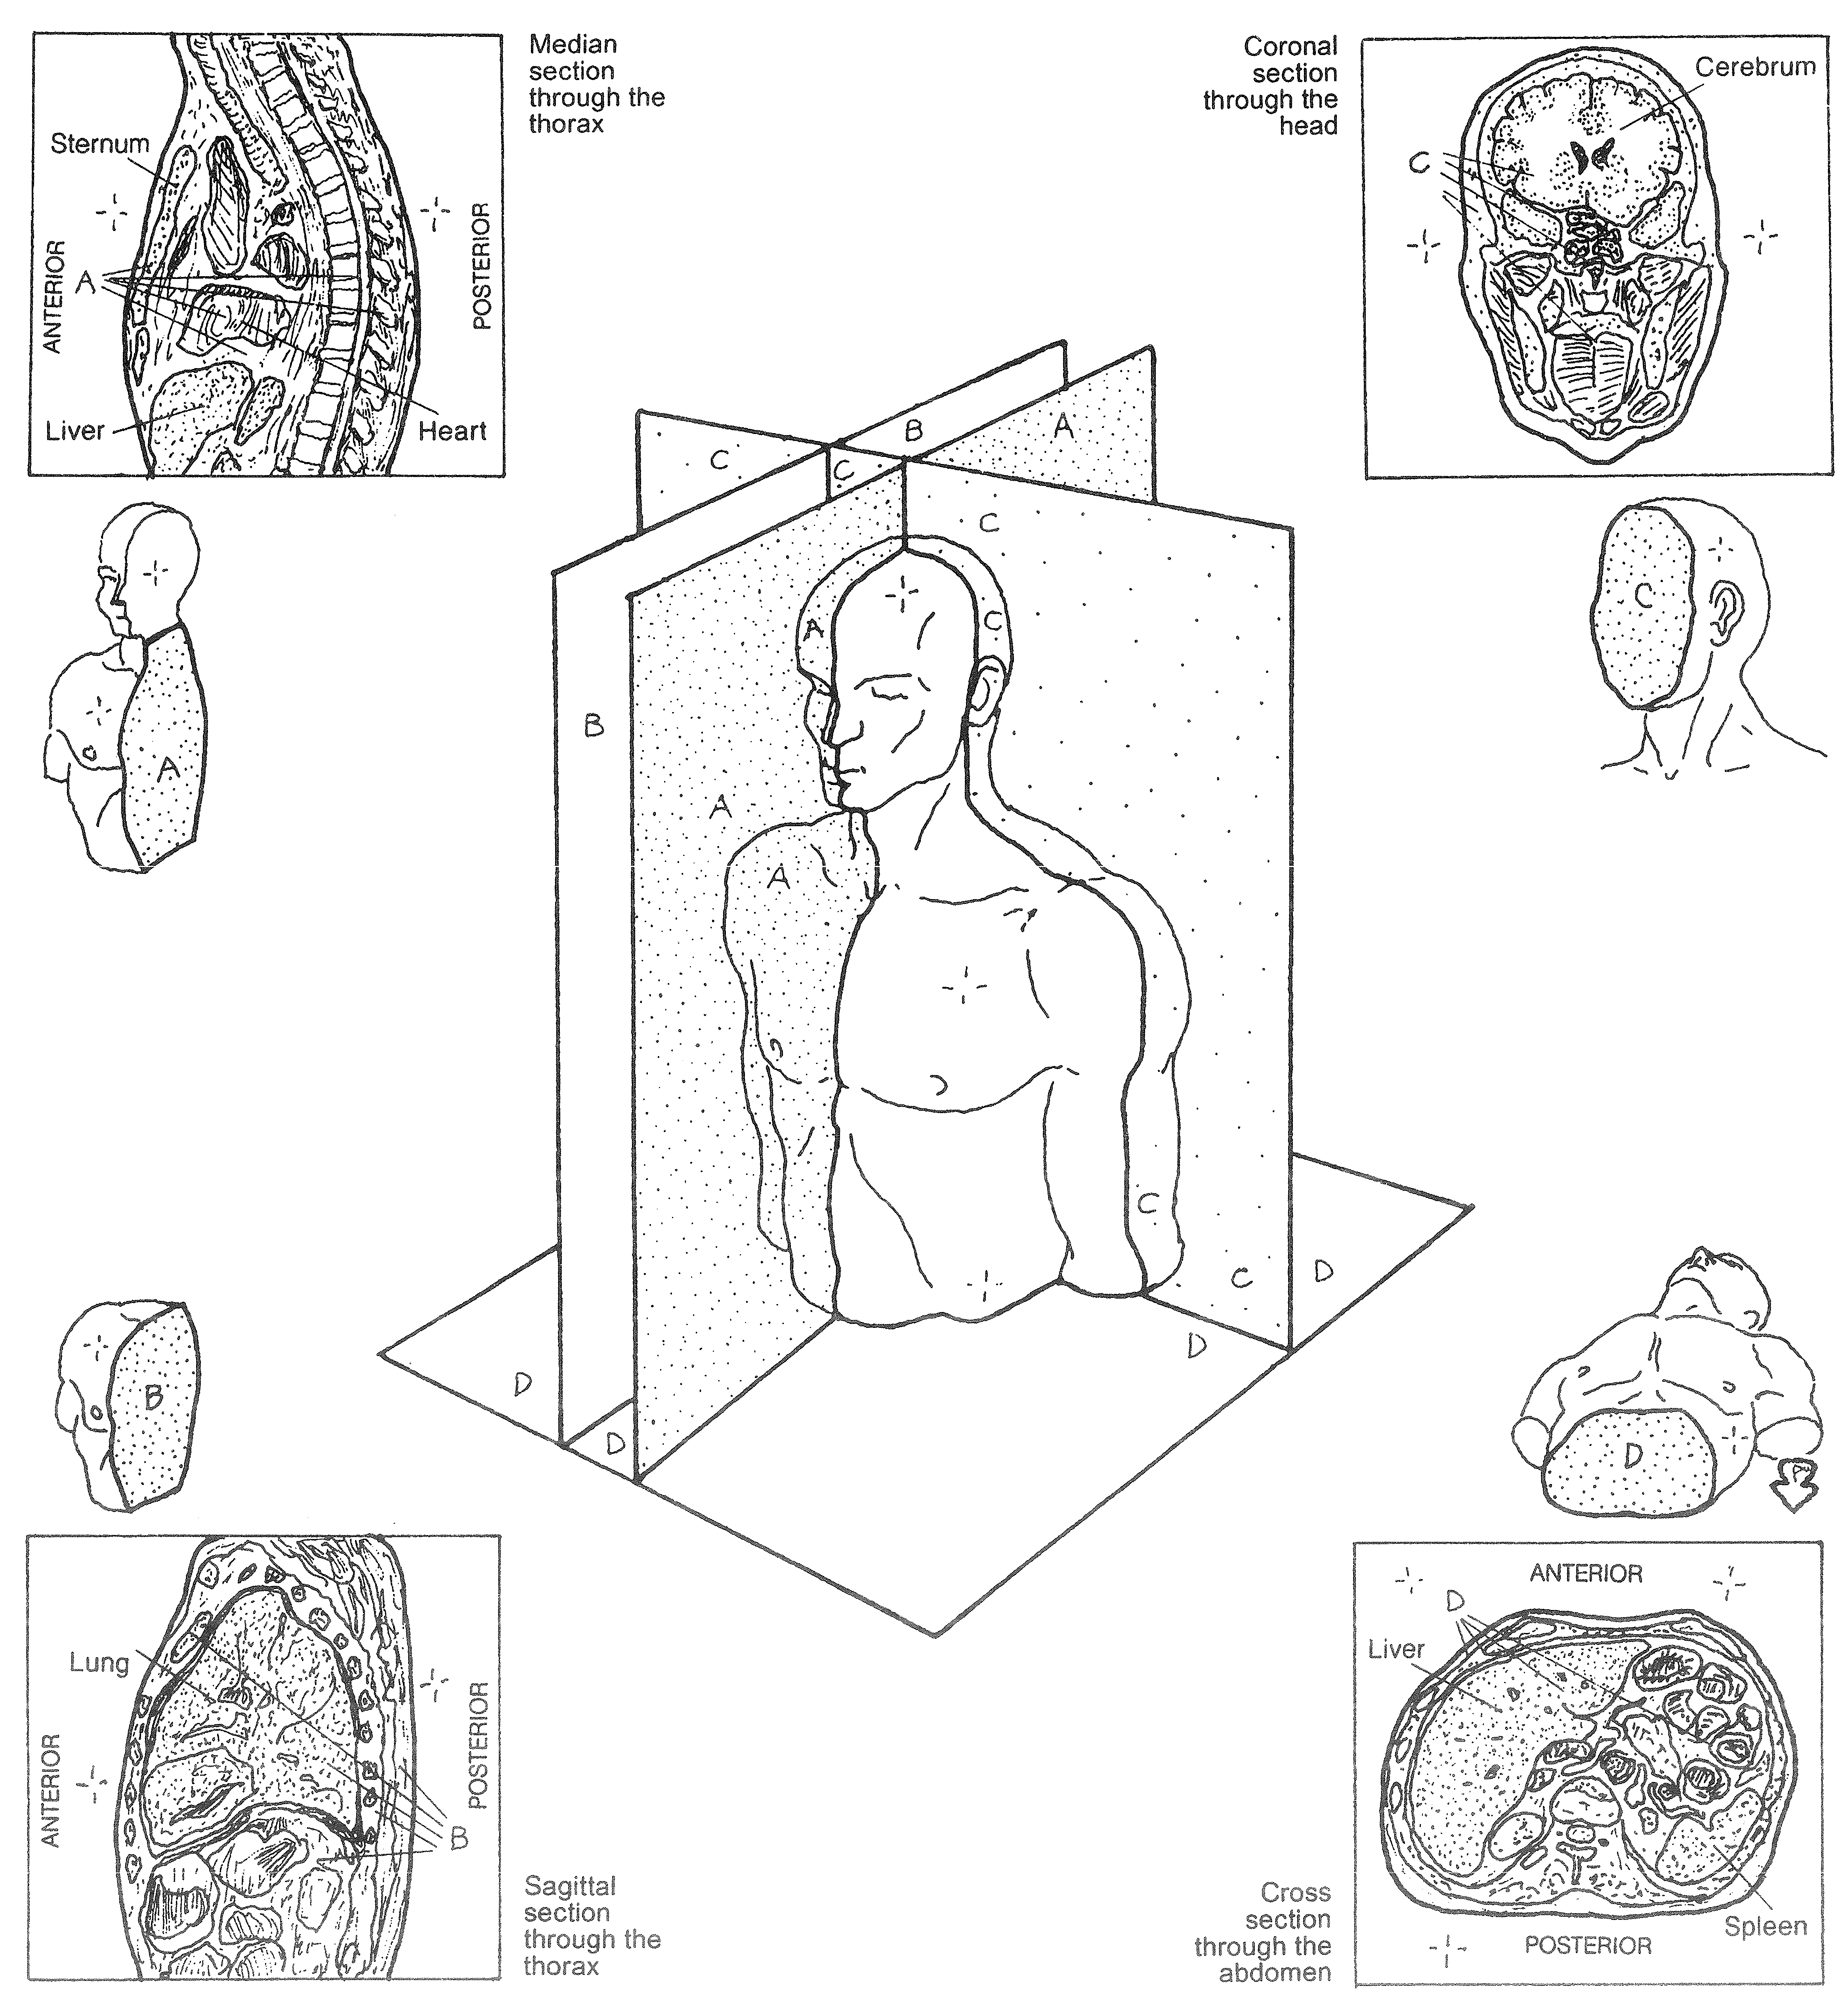 Median
section
through the
thorax
Sternum
ANTERIOR
POSTERIOR
A
Liver
Heart
Coronal
section
through the
head
Cerebrum
C
A
C
B
A
C
C
C
A
C
B
A
A
C
C
D
D
D
D
B
D
Lung
ANTERIOR
POSTERIOR
B
Sagittal
section
through the
thorax
ANTERIOR
D
Liver
Spleen
POSTERIOR
Cross
section
through the
abdomen